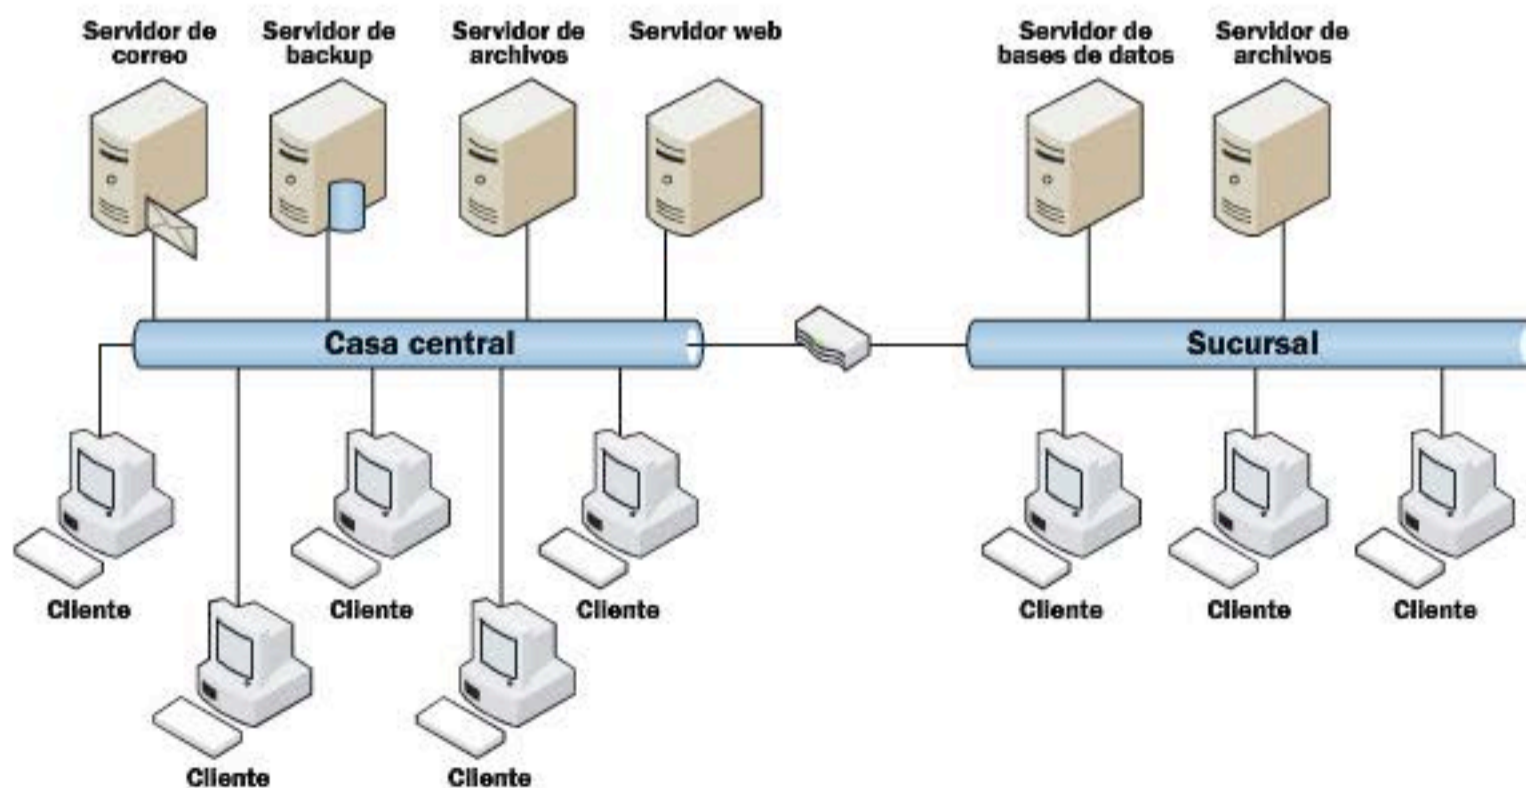 Servidor de
correo
Servidor de
backup
Servidor de
archivos
Servidor web
Servidor de
bases de datos
Servidor de
archivos
Casa central
Sucursal
Cliente
Cliente
Cliente
Cliente
Cliente
Cliente
Cliente
Cliente